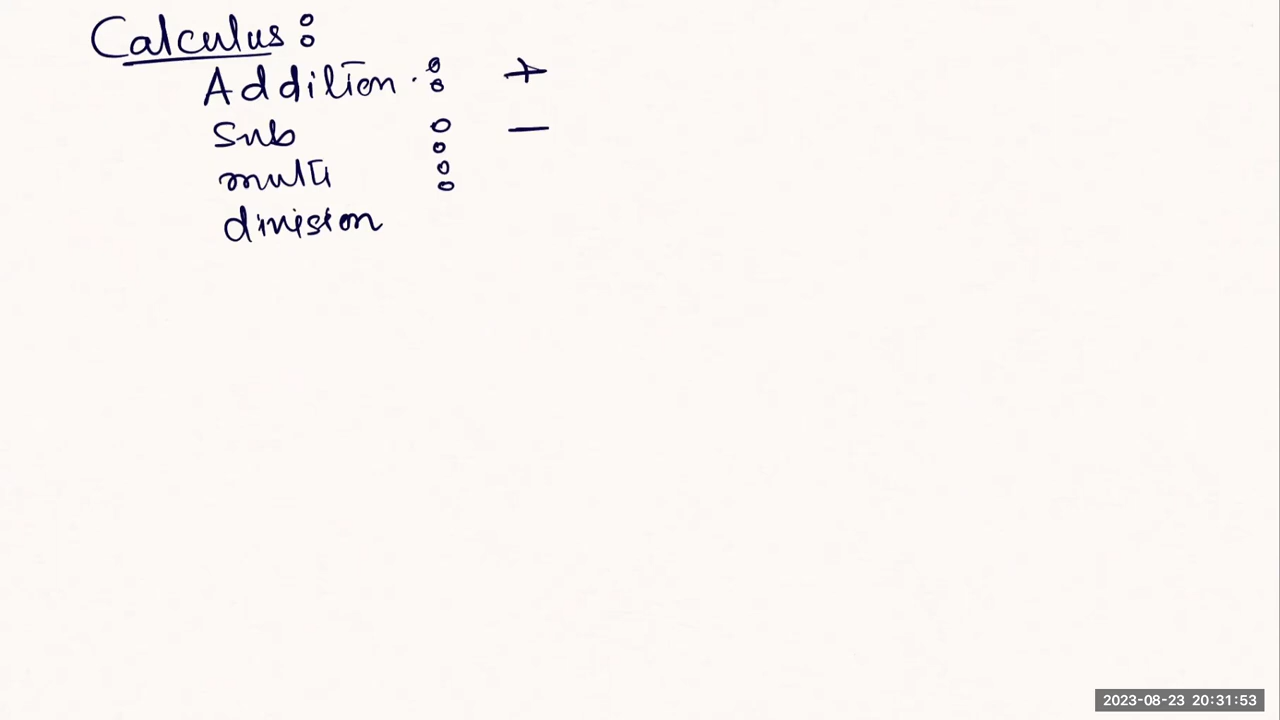 Calculus :
Addition . : +
Sub : —
multi :
division
2023-08-23 20:31:53